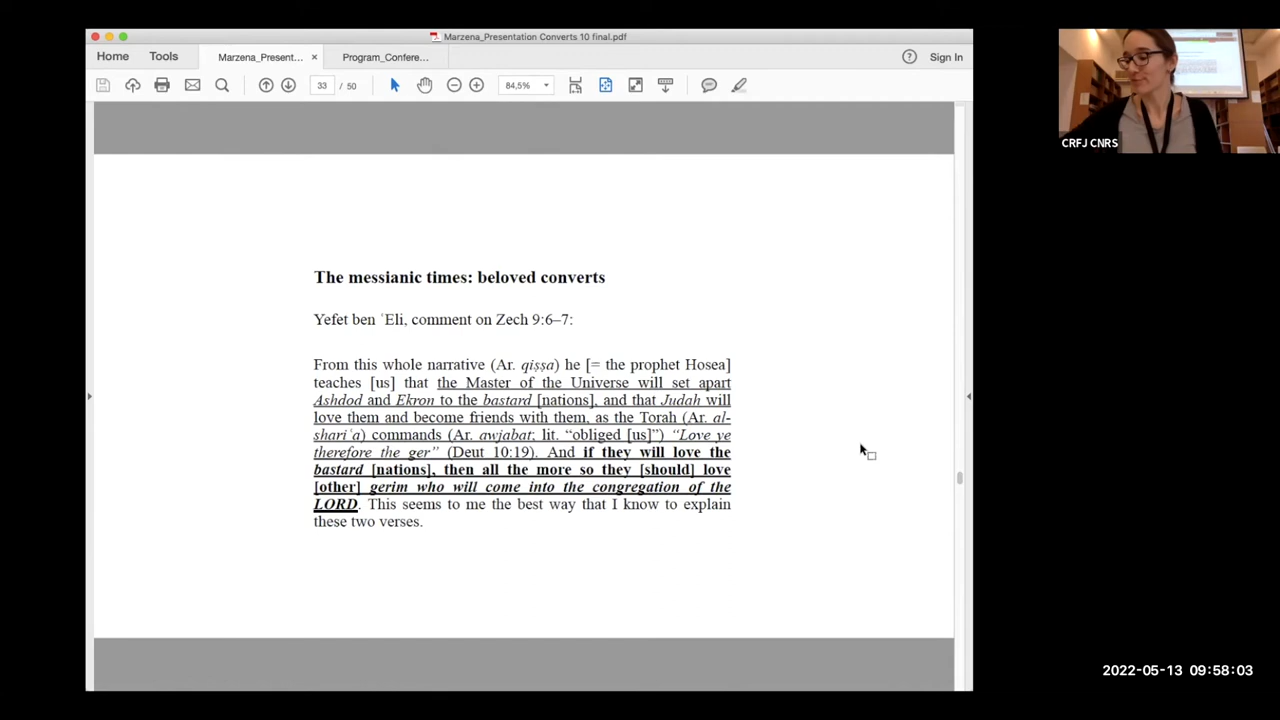 Marzena_Presentation Converts 10 final.pdf
Home Tools Marzena_Present... × Program_Confere... Sign In
33 / 50 84,5%
The messianic times: beloved converts
Yefet ben ʿEli, comment on Zech 9:6–7:
From this whole narrative (Ar. qiṣṣa) he [= the prophet Hosea]
teaches [us] that the Master of the Universe will set apart
Ashdod and Ekron to the bastard [nations], and that Judah will
love them and become friends with them, as the Torah (Ar. al-
shariʿa) commands (Ar. awjabat; lit. “obliged [us]”) “Love ye
therefore the ger” (Deut 10:19). And if they will love the
bastard [nations], then all the more so they [should] love
[other] gerim who will come into the congregation of the
LORD. This seems to me the best way that I know to explain
these two verses.
CRFJ CNRS
2022-05-13 09:58:03